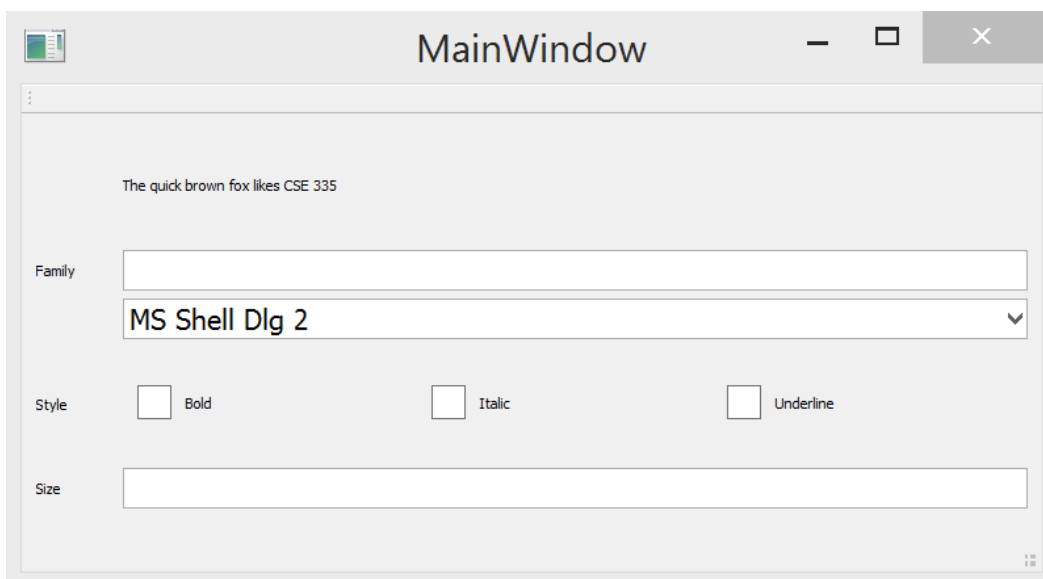 MainWindow
The quick brown fox likes CSE 335
Family
MS Shell Dlg 2
Style Bold Italic Underline
Size